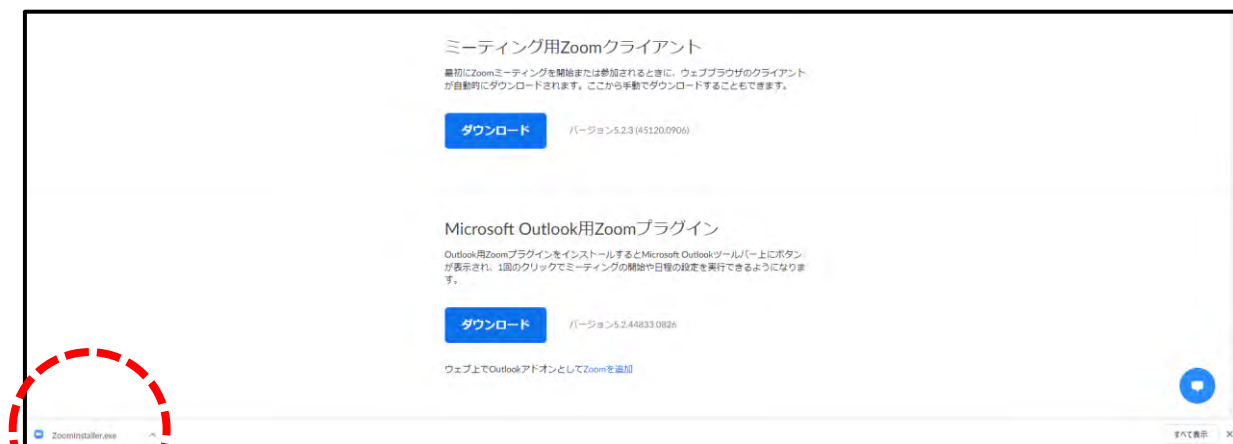 ミーティング用Zoomクライアント
最初にZoomミーティングを開始または参加されるときに、ウェブブラウザのクライアント
が自動的にダウンロードされます。ここから手動でダウンロードすることもできます。
ダウンロード バージョン5.2.3 (45120.0906)
Microsoft Outlook用Zoomプラグイン
Outlook用ZoomプラグインをインストールするとMicrosoft Outlookツールバー上にボタン
が表示され、1回のクリックでミーティングの開始や日程の設定を実行できるようになりま
す。
ダウンロード バージョン5.2.44833.0826
ウェブ上でOutlookアドオンとしてZoomを追加
ZoomInstaller.exe すべて表示